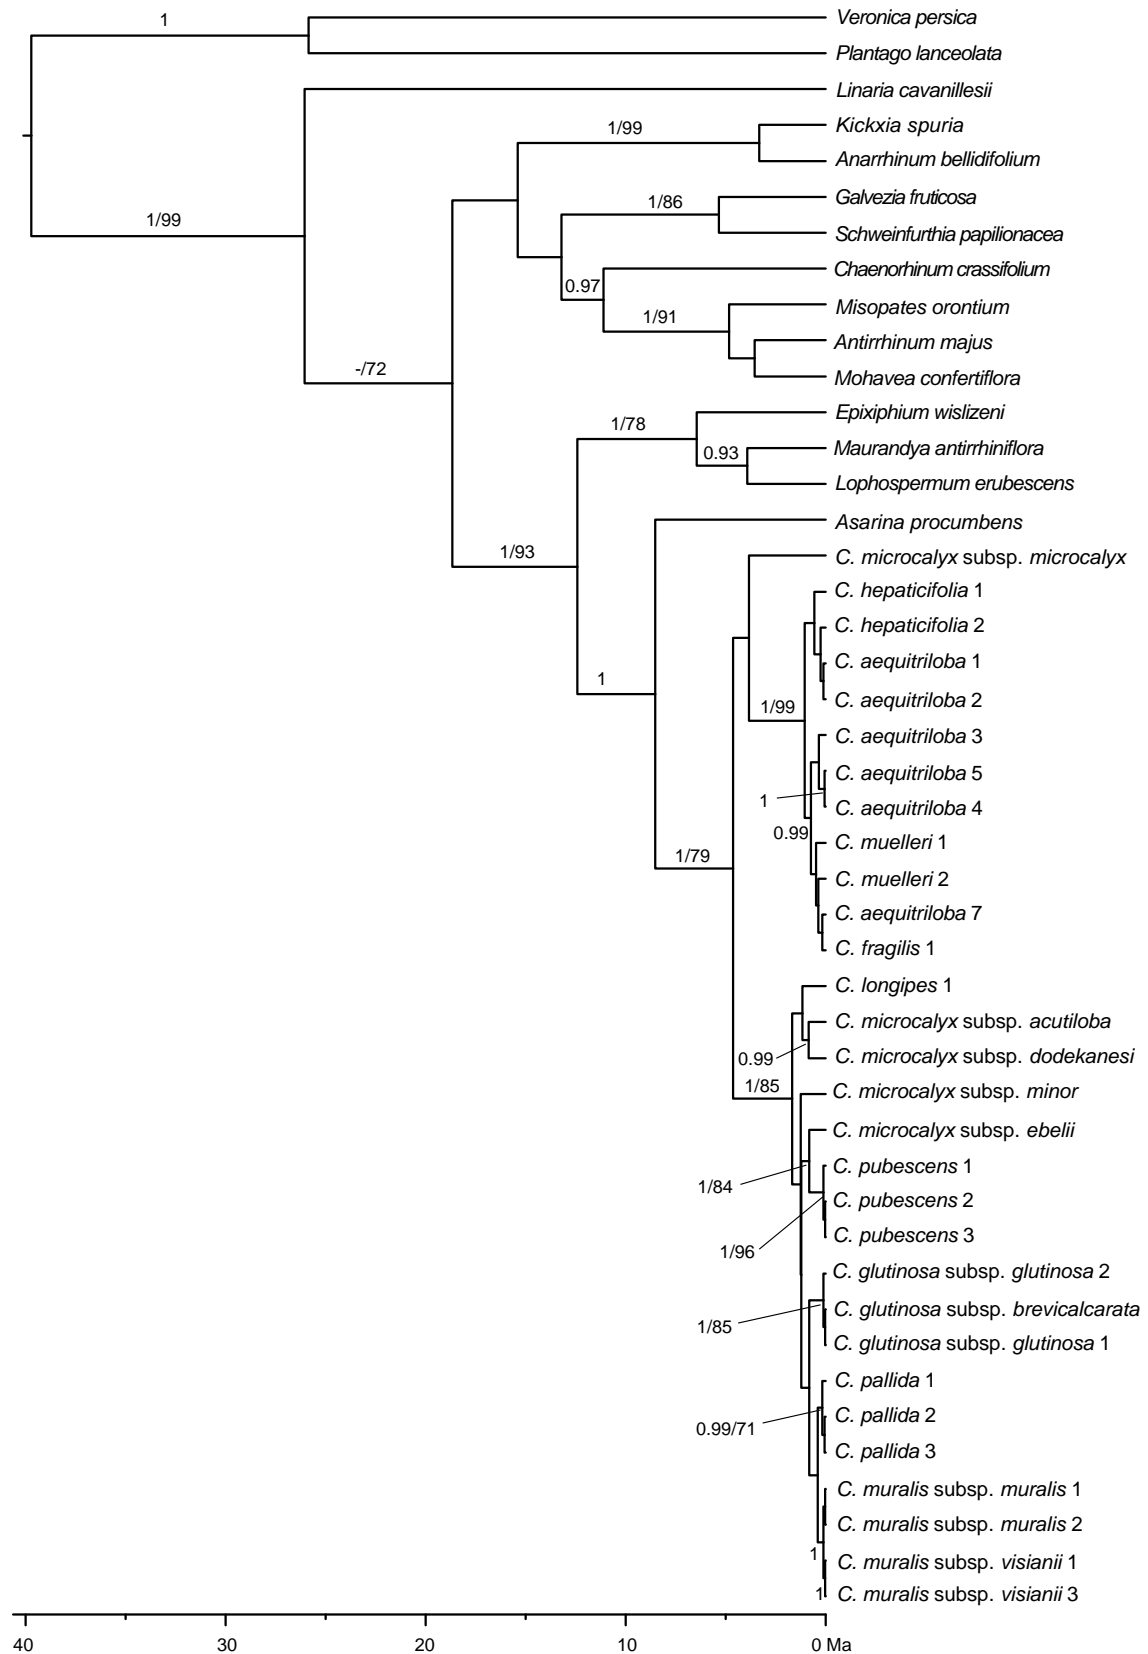 1
Veronica persica
Plantago lanceolata
Linaria cavanillesii
1/99
Kickxia spuria
Anarrhinum bellidifolium
1/86
Galvezia fruticosa
1/99
Schweinfurthia papilionacea
Chaenorhinum crassifolium
0.97
Misopates orontium
1/91
Antirrhinum majus
-/72
Mohavea confertiflora
Epixiphium wislizeni
1/78
Maurandya antirrhiniflora
0.93
Lophospermum erubescens
Asarina procumbens
1/93
C. microcalyx subsp. microcalyx
C. hepaticifolia 1
C. hepaticifolia 2
C. aequitriloba 1
1
C. aequitriloba 2
1/99
C. aequitriloba 3
C. aequitriloba 5
1
C. aequitriloba 4
0.99
C. muelleri 1
1/79
C. muelleri 2
C. aequitriloba 7
C. fragilis 1
C. longipes 1
C. microcalyx subsp. acutiloba
0.99
C. microcalyx subsp. dodekanesi
1/85
C. microcalyx subsp. minor
C. microcalyx subsp. ebelii
C. pubescens 1
1/84
C. pubescens 2
C. pubescens 3
1/96
C. glutinosa subsp. glutinosa 2
C. glutinosa subsp. brevicalcarata
1/85
C. glutinosa subsp. glutinosa 1
C. pallida 1
C. pallida 2
0.99/71
C. pallida 3
C. muralis subsp. muralis 1
C. muralis subsp. muralis 2
1
C. muralis subsp. visianii 1
1
C. muralis subsp. visianii 3
40 30 20 10 0 Ma